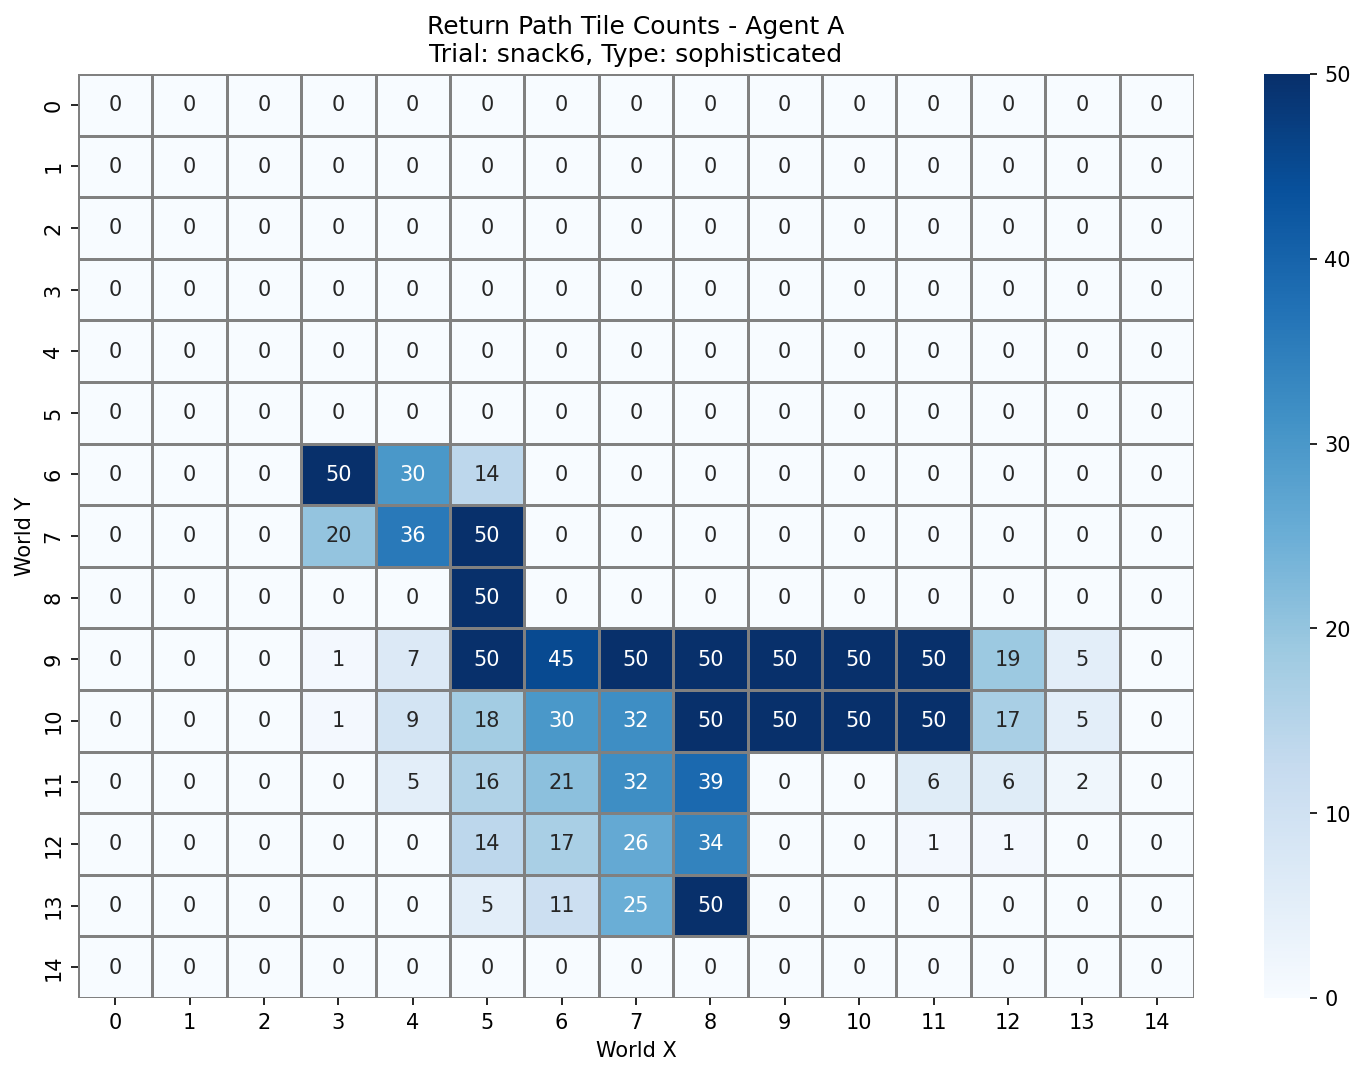 Return Path Tile Counts - Agent A
Trial: snack6, Type: sophisticated
0 0 0 0 0 0 0 0 0 0 0 0 0 0 0 0
1 0 0 0 0 0 0 0 0 0 0 0 0 0 0 0
2 0 0 0 0 0 0 0 0 0 0 0 0 0 0 0
3 0 0 0 0 0 0 0 0 0 0 0 0 0 0 0
4 0 0 0 0 0 0 0 0 0 0 0 0 0 0 0
5 0 0 0 0 0 0 0 0 0 0 0 0 0 0 0
6 0 0 0 50 30 14 0 0 0 0 0 0 0 0 0
7 0 0 0 20 36 50 0 0 0 0 0 0 0 0 0
8 0 0 0 0 0 50 0 0 0 0 0 0 0 0 0
9 0 0 0 1 7 50 45 50 50 50 50 50 19 5 0
10 0 0 0 1 9 18 30 32 50 50 50 50 17 5 0
11 0 0 0 0 5 16 21 32 39 0 0 6 6 2 0
12 0 0 0 0 0 14 17 26 34 0 0 1 1 0 0
13 0 0 0 0 0 5 11 25 50 0 0 0 0 0 0
14 0 0 0 0 0 0 0 0 0 0 0 0 0 0 0
0 1 2 3 4 5 6 7 8 9 10 11 12 13 14
World X
World Y
50
40
30
20
10
0